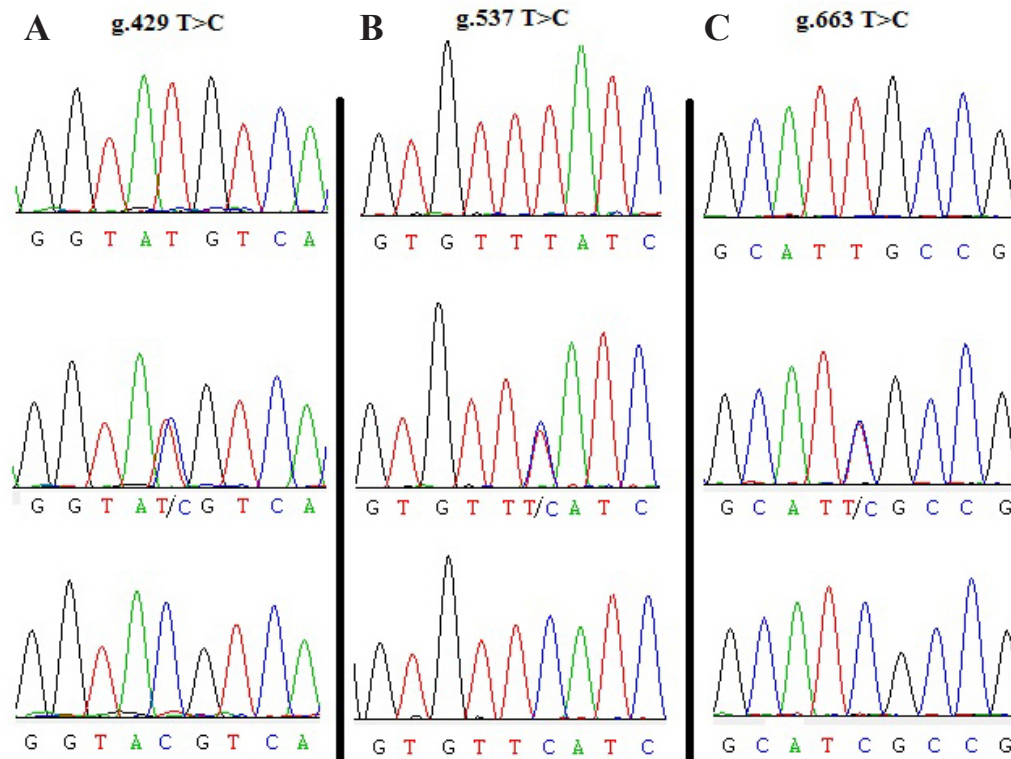 A g.429 T>C
G G T A T G T C A
G G T A T/C G T C A
G G T A C G T C A
B g.537 T>C
G T G T T T A T C
G T G T T T/C A T C
G T G T T C A T C
C g.663 T>C
G C A T T G C C G
G C A T T/C G C C G
G C A T C G C C G